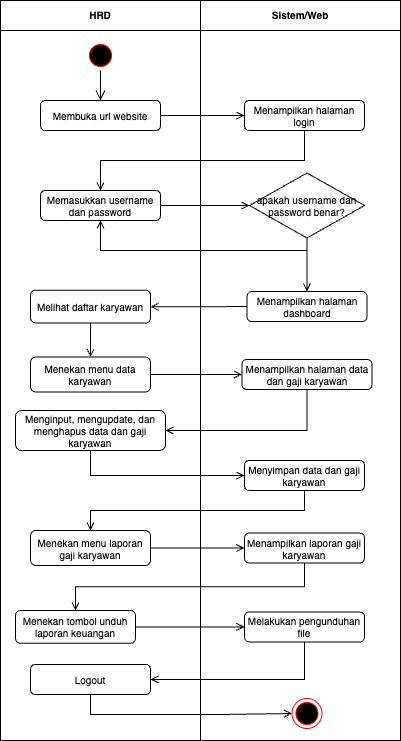 HRD
Sistem/Web
Membuka url website
Menampilkan halaman
login
Memasukkan username
dan password
apakah username dan
password benar?
Menampilkan halaman
dashboard
Melihat daftar karyawan
Menekan menu data
karyawan
Menampilkan halaman data
dan gaji karyawan
Menginput, mengupdate, dan
menghapus data dan gaji
karyawan
Menyimpan data dan gaji
karyawan
Menekan menu laporan
gaji karyawan
Menampilkan laporan gaji
karyawan
Menekan tombol unduh
laporan keuangan
Melakukan pengunduhan
file
Logout